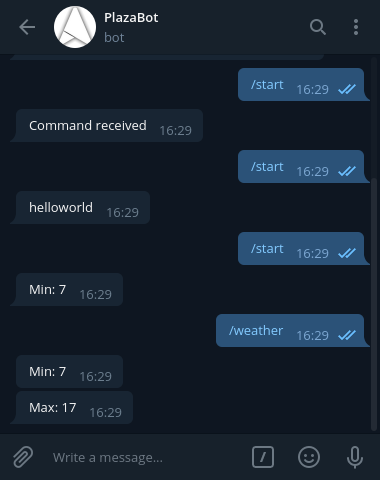 PlazaBot
bot
/start 16:29
Command received 16:29
/start 16:29
helloworld 16:29
/start 16:29
Min: 7 16:29
/weather 16:29
Min: 7 16:29
Max: 17 16:29
Write a message...